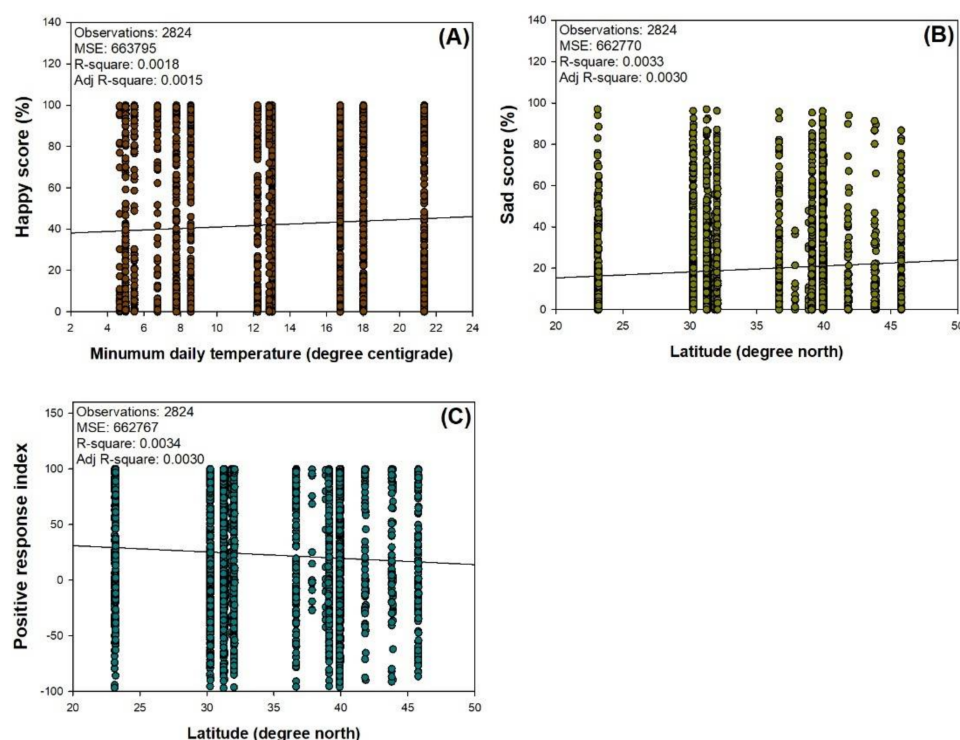 (A)
Observations: 2824
MSE: 663795
R-square: 0.0018
Adj R-square: 0.0015
Happy score (%)
140
120
100
80
60
40
20
0
2 4 6 8 10 12 14 16 18 20 22 24
Minumum daily temperature (degree centigrade)
(B)
Observations: 2824
MSE: 662770
R-square: 0.0033
Adj R-square: 0.0030
Sad score (%)
140
120
100
80
60
40
20
0
20 30 40 50
Latitude (degree north)
(C)
Observations: 2824
MSE: 662767
R-square: 0.0034
Adj R-square: 0.0030
Positive response index
150
100
50
0
-50
-100
20 25 30 35 40 45 50
Latitude (degree north)